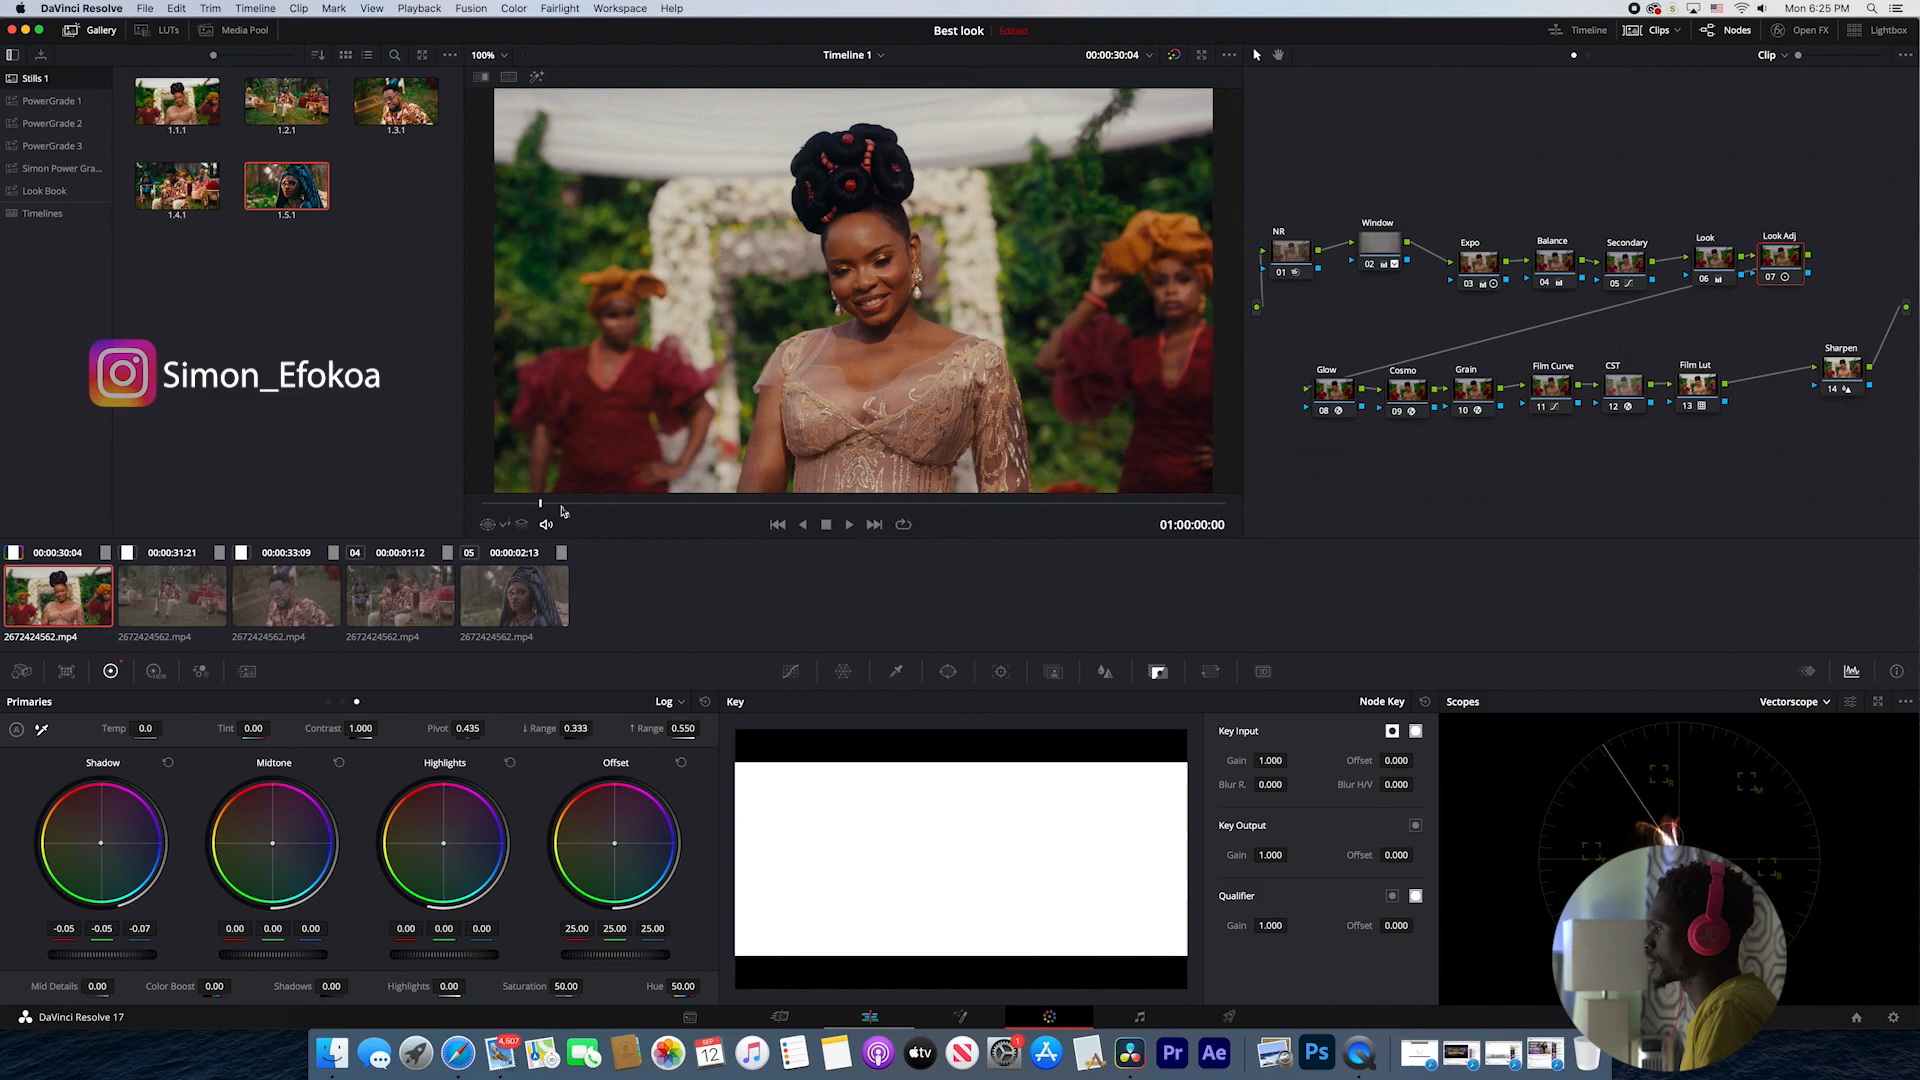 DaVinci Resolve File Edit Trim Timeline Clip Mark View Playback Fusion Color Fairlight Workspace Help
Mon 6:25 PM
Gallery LUTs Media Pool
Best look Edited
Timeline Clips Nodes Open FX Lightbox
100% Timeline 1 00:00:30:04
Clip
Stills 1
PowerGrade 1
PowerGrade 2
PowerGrade 3
Simon Power Gra...
Look Book
Timelines
1.1.1 1.2.1 1.3.1
1.4.1 1.5.1
Simon_Efokoa
NR Window Expo Balance Secondary Look Look Adj
01 02 03 04 05 06 07
Glow Cosmo Grain Film Curve CST Film Lut Sharpen
08 09 10 11 12 13 14
01:00:00:00
00:00:30:04 00:00:31:21 00:00:33:09 04 00:00:01:12 05 00:00:02:13
2672424562.mp4 2672424562.mp4 2672424562.mp4 2672424562.mp4 2672424562.mp4
HDR
3D
Primaries Log
Temp 0.0 Tint 0.00 Contrast 1.000 Pivot 0.435 ↓ Range 0.333 ↑ Range 0.550
Shadow Midtone Highlights Offset
-0.05 -0.05 -0.07 0.00 0.00 0.00 0.00 0.00 0.00 25.00 25.00 25.00
Mid Details 0.00 Color Boost 0.00 Shadows 0.00 Highlights 0.00 Saturation 50.00 Hue 50.00
Key Node Key
Key Input
Gain 1.000 Offset 0.000
Blur R. 0.000 Blur H/V 0.000
Key Output
Gain 1.000 Offset 0.000
Qualifier
Gain 1.000 Offset 0.000
Scopes Vectorscope
R
M
B
DaVinci Resolve 17
4,607
SEP
12
tv
1
Pr
Ae
Ps